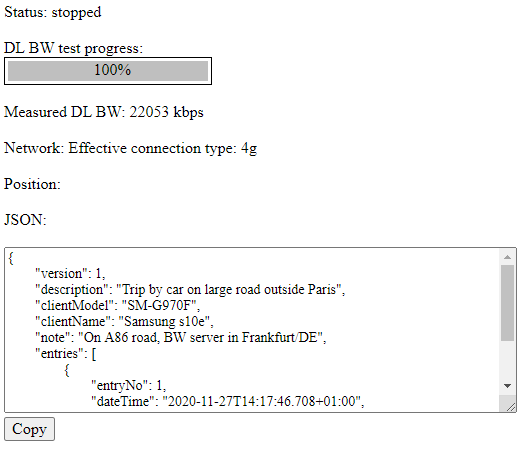 Status: stopped
DL BW test progress:
100%
Measured DL BW: 22053 kbps
Network: Effective connection type: 4g
Position:
JSON:
{
"version": 1,
"description": "Trip by car on large road outside Paris",
"clientModel": "SM-G970F",
"clientName": "Samsung s10e",
"note": "On A86 road, BW server in Frankfurt/DE",
"entries": [
{
"entryNo": 1,
"dateTime": "2020-11-27T14:17:46.708+01:00",
Copy